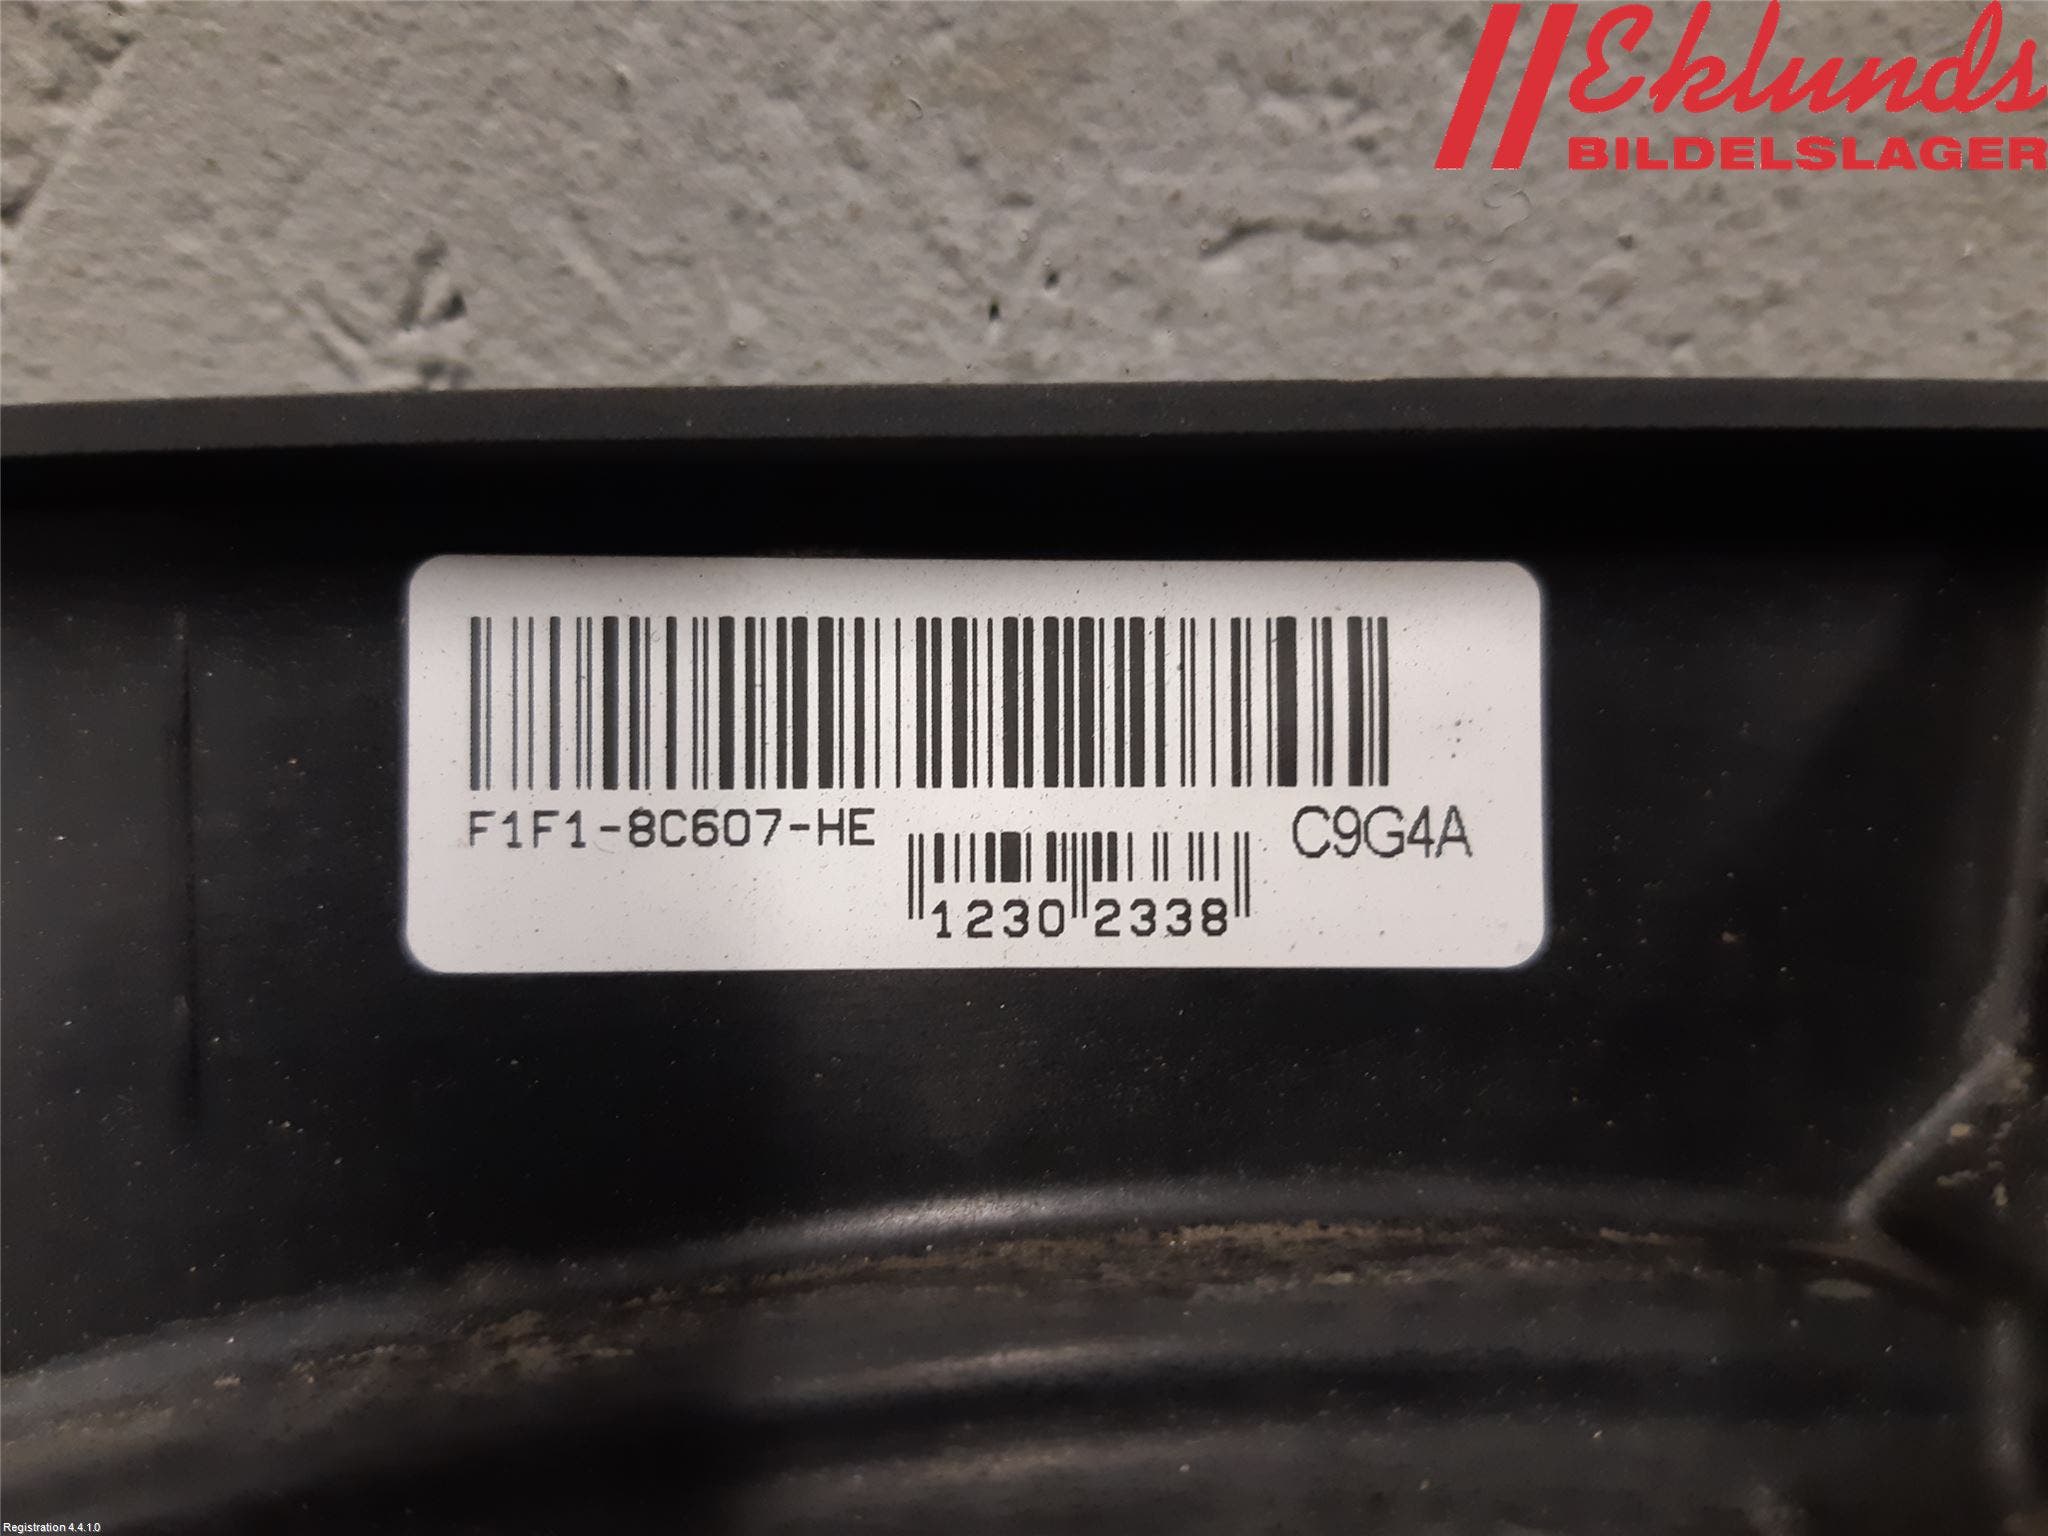 Eklunds
BILDELSLAGER
F1F1-8C607-HE
C9G4A
1230 2338
Registration 4.4.1.0